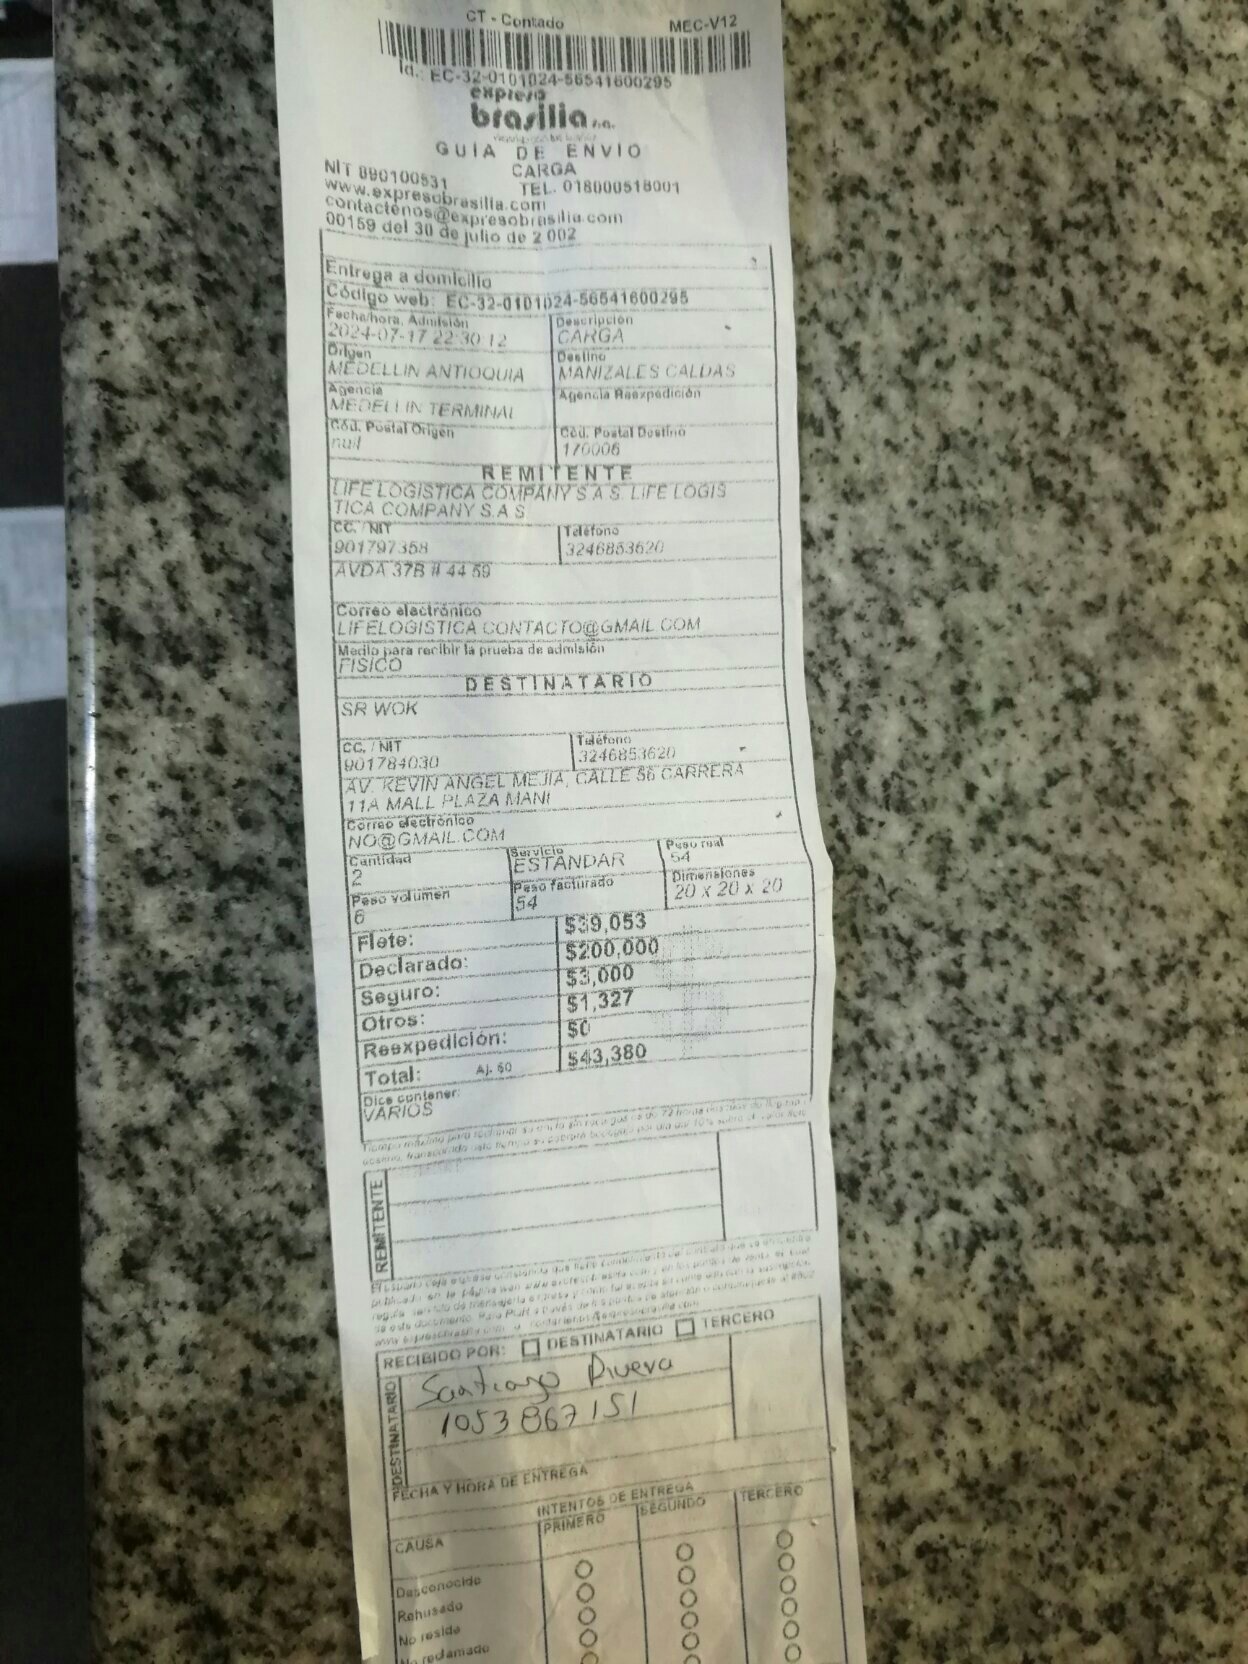 CT - Contado MEC-V12
Id.: EC-32-0101024-56541600295
expreso
brasilia s.a.
GUIA DE ENVIO
NIT 890100531 CARGA
www.expresobrasilia.com TEL. 018000518001
contactenos@expresobrasilia.com
00159 del 30 de julio de 2 002
Entrega a domicilio
Código web: EC-32-0101024-56541600295
Fecha/hora, Admisión Descripción
2024-07-17 22:30:12 CARGA
Origen Destino
MEDELLIN ANTIOQUIA MANIZALES CALDAS
Agencia Agencia Reexpedición
MEDELLIN TERMINAL
Cód. Postal Origen Cód. Postal Destino
null 170006
REMITENTE
LIFE LOGISTICA COMPANY S.A.S. LIFE LOGIS
TICA COMPANY S.A.S
CC. / NIT Teléfono
901797358 3246853620
AVDA 37B # 44 59
Correo electrónico
LIFELOGISTICA.CONTACTO@GMAIL.COM
Medio para recibir la prueba de admisión
FISICO
DESTINATARIO
SR WOK
CC. / NIT Teléfono
901784030 3246853620
AV. KEVIN ANGEL MEJIA, CALLE 56 CARRERA
11A MALL PLAZA MANI
Correo electrónico
NO@GMAIL.COM
Cantidad Servicio Peso real
2 ESTANDAR 54
Peso volumen Peso facturado Dimensiones
6 54 20 x 20 x 20
Flete: $39,053
Declarado: $200,000
Seguro: $3,000
Otros: $1,327
Reexpedición: $0
Total: Aj. 60 $43,380
Dice contener:
VARIOS
REMITENTE
RECIBIDO POR: DESTINATARIO TERCERO
DESTINATARIO
Santiago Rivera
1053867151
FECHA Y HORA DE ENTREGA
INTENTOS DE ENTREGA
CAUSA PRIMERO SEGUNDO TERCERO
Desconocido
Rehusado
No reside
No reclamado